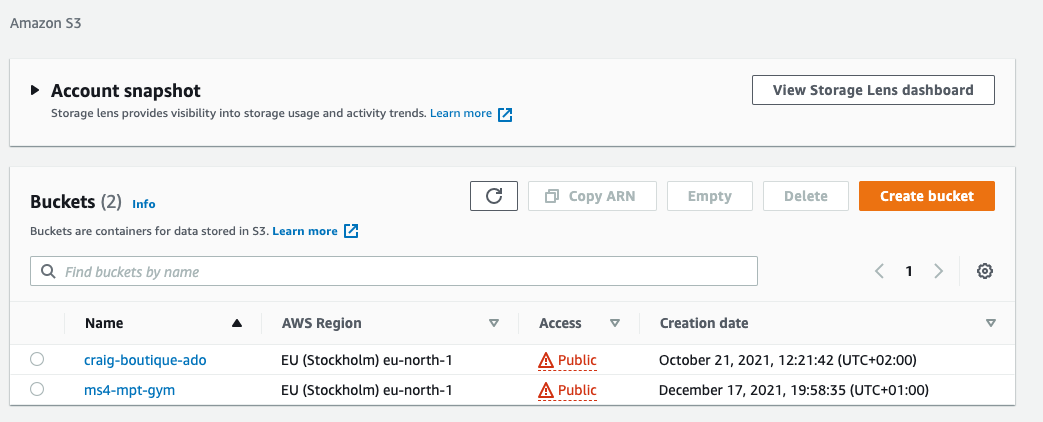 Amazon S3
Account snapshot
View Storage Lens dashboard
Storage lens provides visibility into storage usage and activity trends. Learn more
Buckets (2) Info
Copy ARN Empty Delete Create bucket
Buckets are containers for data stored in S3. Learn more
Find buckets by name
1
Name AWS Region Access Creation date
craig-boutique-ado EU (Stockholm) eu-north-1 Public October 21, 2021, 12:21:42 (UTC+02:00)
ms4-mpt-gym EU (Stockholm) eu-north-1 Public December 17, 2021, 19:58:35 (UTC+01:00)